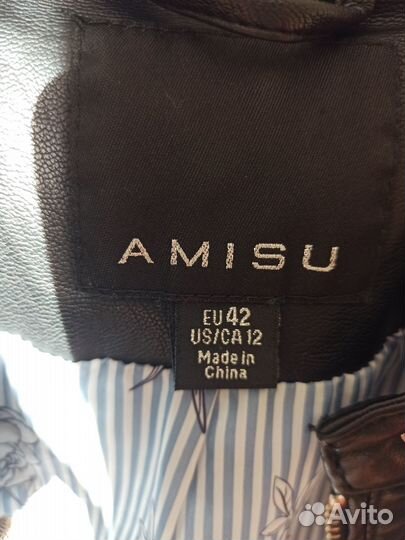 AMISU
EU 42
US/CA 12
Made in
China
Avito